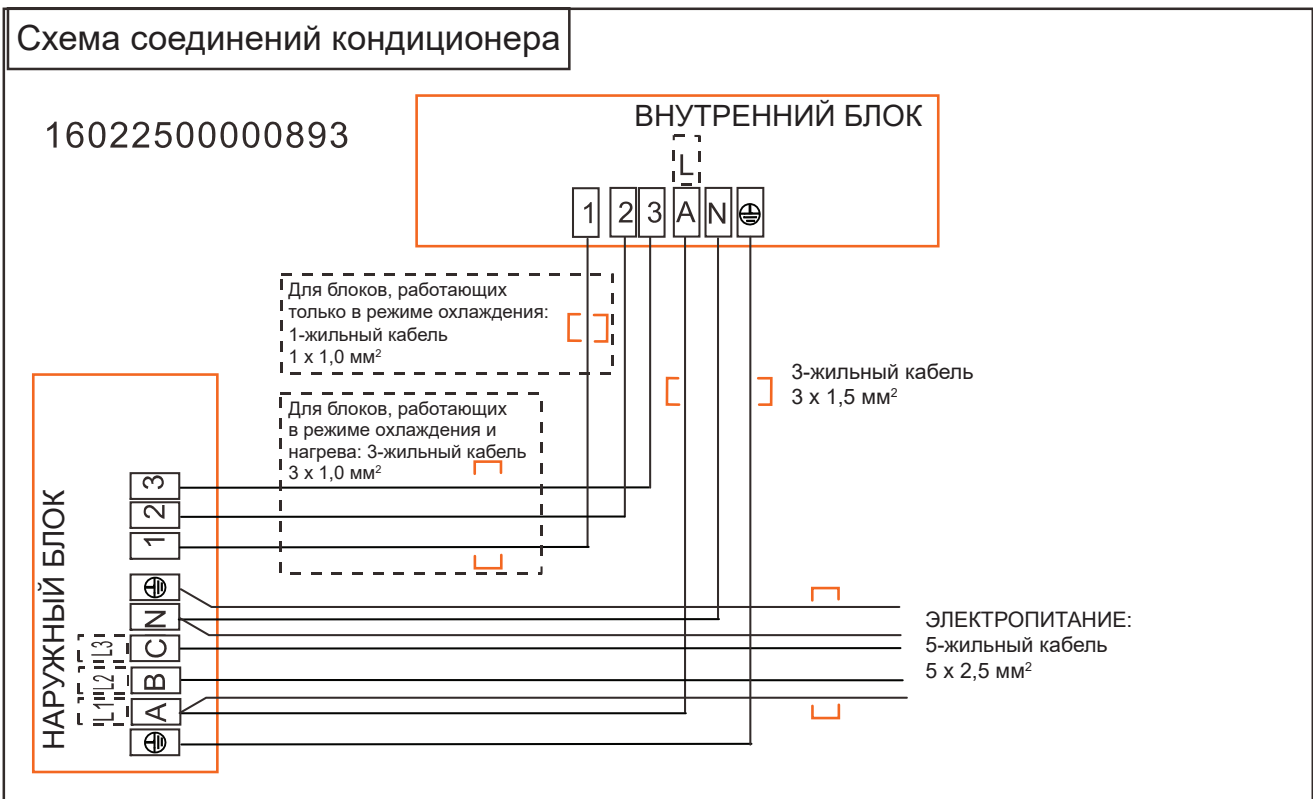 Схема соединений кондиционера
16022500000893
ВНУТРЕННИЙ БЛОК
L
1 2 3 A N
Для блоков, работающих
только в режиме охлаждения:
1-жильный кабель
1 x 1,0 мм²
3-жильный кабель
3 x 1,5 мм²
Для блоков, работающих
в режиме охлаждения и
нагрева: 3-жильный кабель
3 x 1,0 мм²
НАРУЖНЫЙ БЛОК
3
2
1
N
L3 C
L2 B
L1 A
ЭЛЕКТРОПИТАНИЕ:
5-жильный кабель
5 x 2,5 мм²